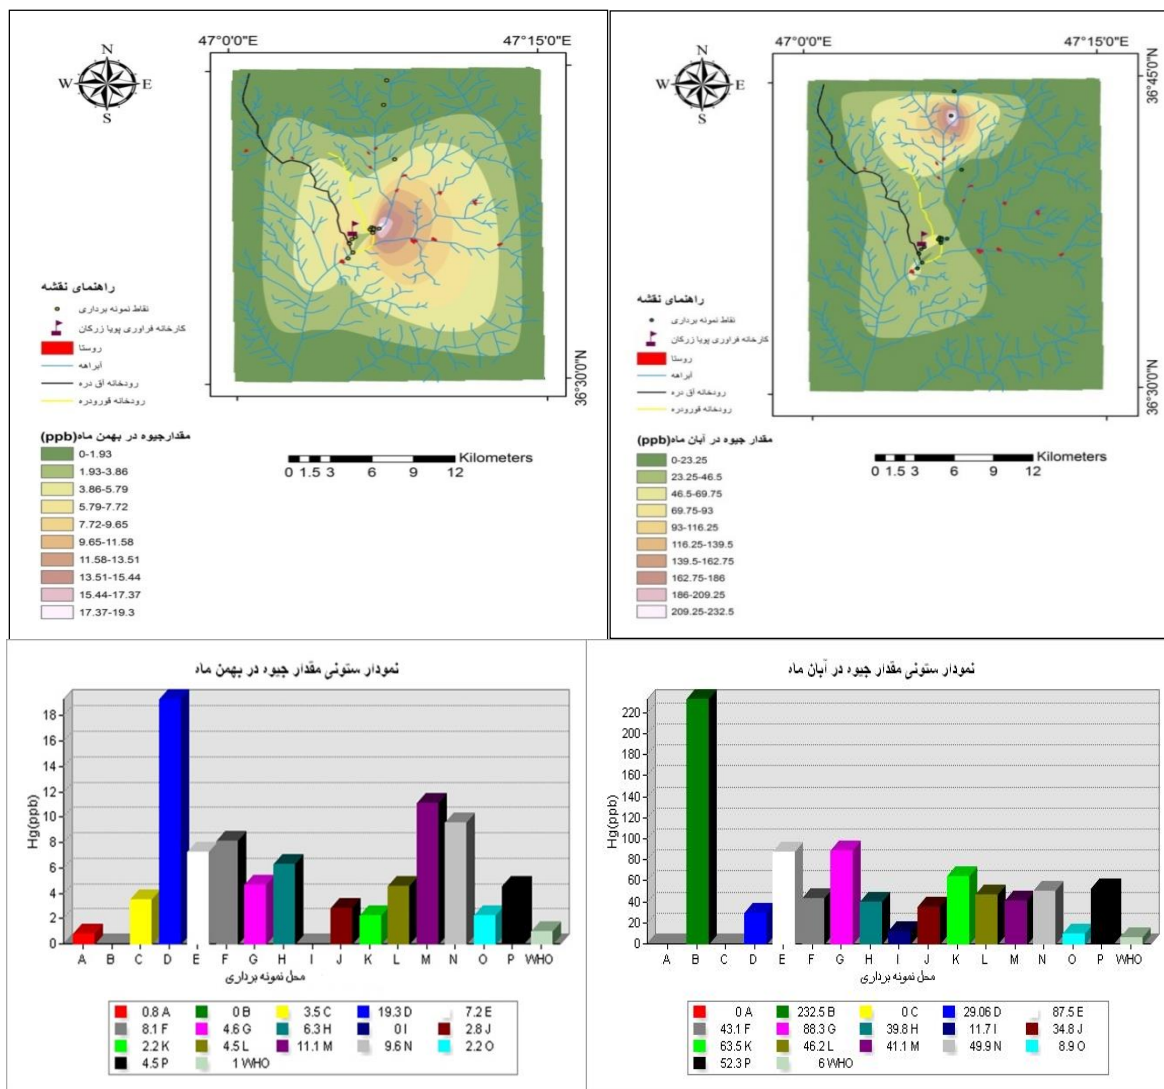 47°0'0"E 47°15'0"E
N
W E
S
36°30'0"N
راهنمای نقشه
نقاط نمونه برداری
کارخانه فراوری پویا زرکان
روستا
آبراهه
رودخانه آق دره
رودخانه قورودره
مقدارجیوه در بهمن ماه(ppb)
0-1.93
1.93-3.86
3.86-5.79
5.79-7.72
7.72-9.65
9.65-11.58
11.58-13.51
13.51-15.44
15.44-17.37
17.37-19.3
Kilometers
0 1.5 3 6 9 12
47°0'0"E 47°15'0"E
N
W E
S
36°45'0"N
36°30'0"N
راهنمای نقشه
نقاط نمونه برداری
کارخانه فراوری پویا زرکان
روستا
آبراهه
رودخانه آق دره
رودخانه قورودره
مقدار جیوه در آبان ماه(ppb)
0-23.25
23.25-46.5
46.5-69.75
69.75-93
93-116.25
116.25-139.5
139.5-162.75
162.75-186
186-209.25
209.25-232.5
Kilometers
0 1.5 3 6 9 12
نمودار ستونی مقدار جیوه در بهمن ماه
Hg(ppb)
18
16
14
12
10
8
6
4
2
0
A B C D E F G H I J K L M N O P WHO
محل نمونه برداری
0.8 A 0 B 3.5 C 19.3 D 7.2 E
8.1 F 4.6 G 6.3 H 0 I 2.8 J
2.2 K 4.5 L 11.1 M 9.6 N 2.2 O
4.5 P 1 WHO
نمودار ستونی مقدار جیوه در آبان ماه
Hg(ppb)
220
200
180
160
140
120
100
80
60
40
20
0
A B C D E F G H I J K L M N O P WHO
محل نمونه برداری
0 A 232.5 B 0 C 29.06 D 87.5 E
43.1 F 88.3 G 39.8 H 11.7 I 34.8 J
63.5 K 46.2 L 41.1 M 49.9 N 8.9 O
52.3 P 6 WHO